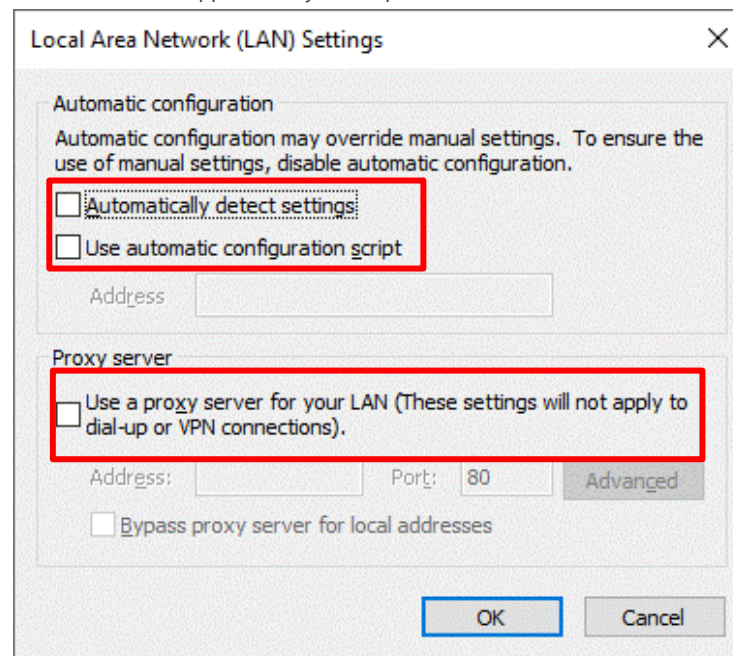 Local Area Network (LAN) Settings
Automatic configuration
Automatic configuration may override manual settings. To ensure the
use of manual settings, disable automatic configuration.
Automatically detect settings
Use automatic configuration script
Address
Proxy server
Use a proxy server for your LAN (These settings will not apply to
dial-up or VPN connections).
Address: Port: 80 Advanced
Bypass proxy server for local addresses
OK Cancel